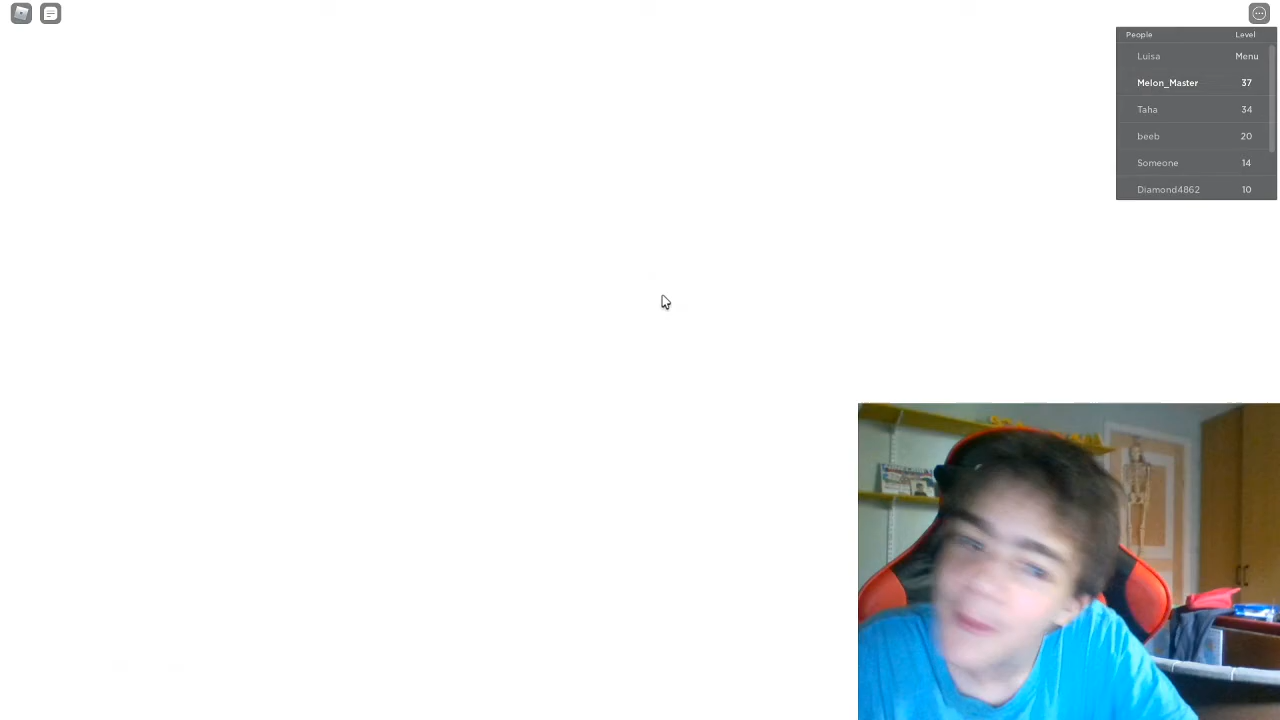 People Level
Luisa Menu
Melon_Master 37
Taha 34
beeb 20
Someone 14
Diamond4862 10